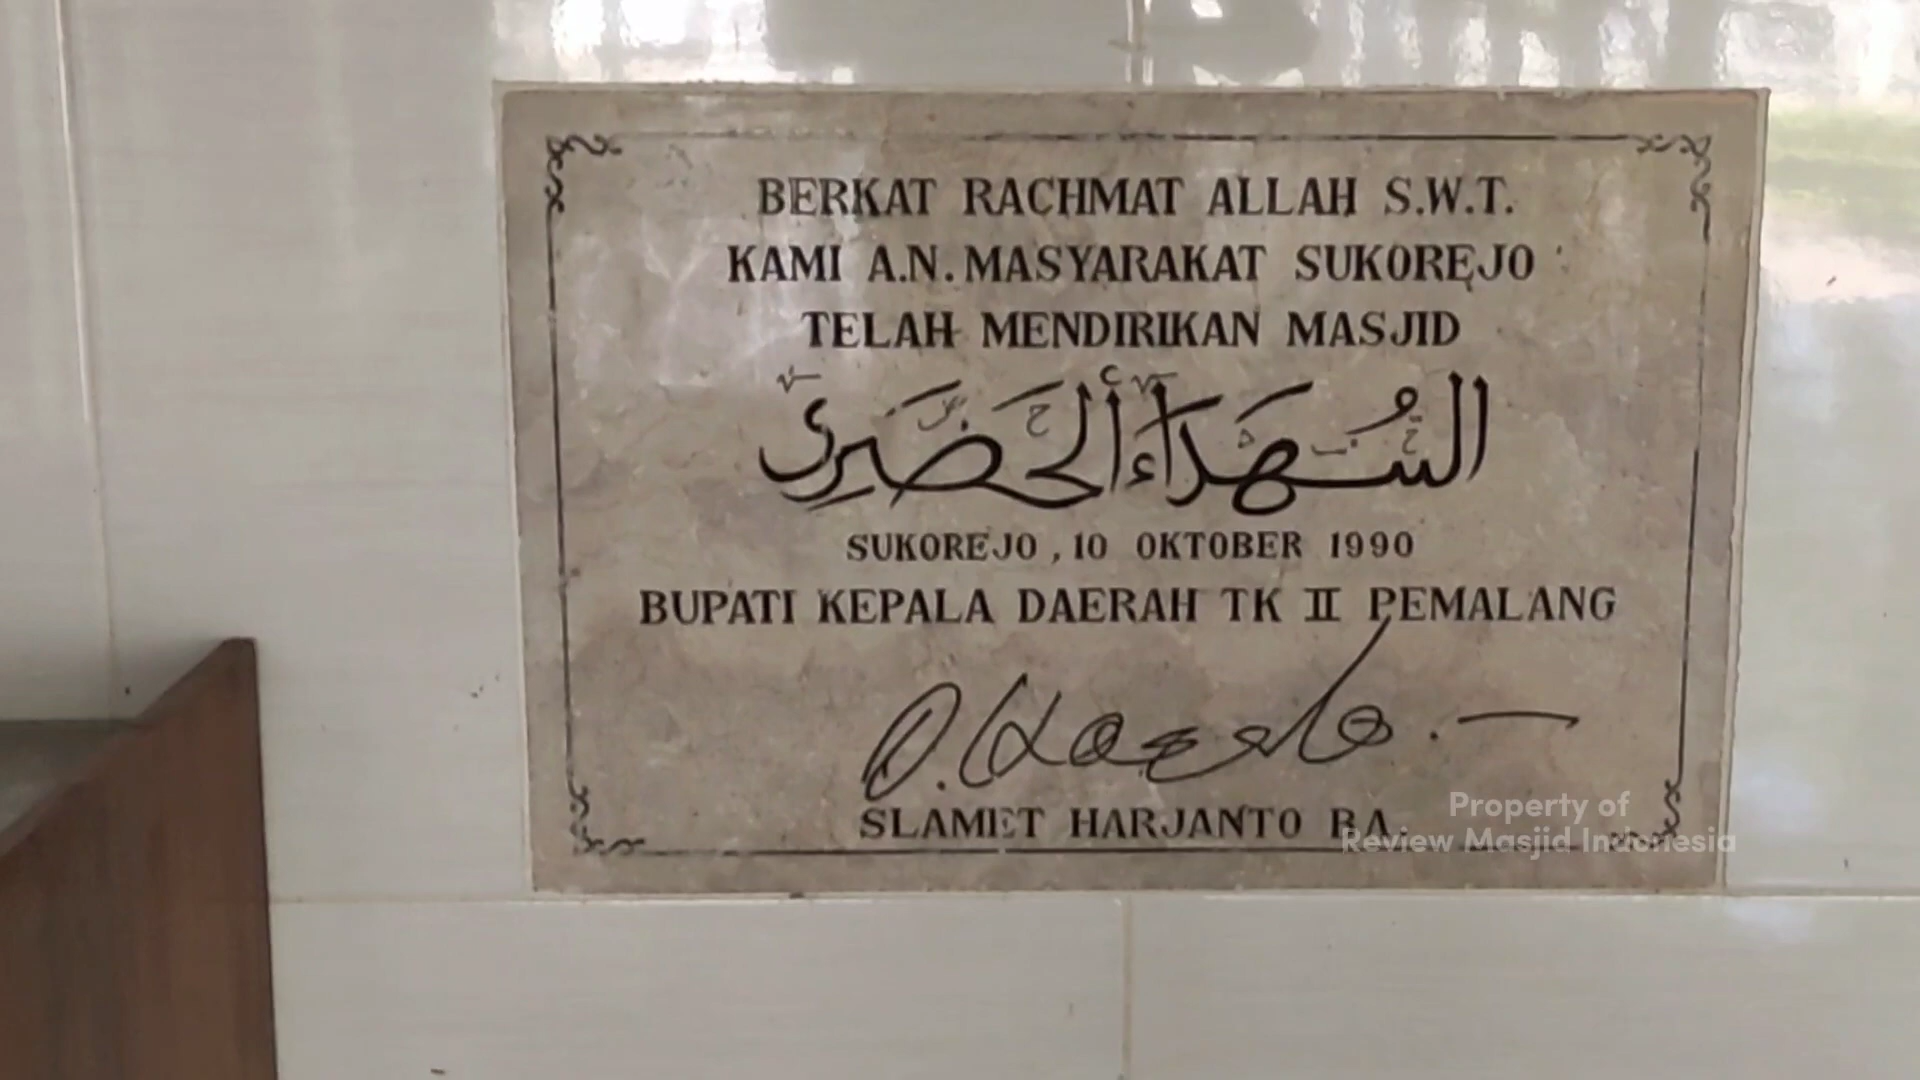 BERKAT RACHMAT ALLAH S.W.T.
KAMI A.N. MASYARAKAT SUKOREJO
TELAH MENDIRIKAN MASJID
الشهداء الحضيري
SUKOREJO, 10 OKTOBER 1990
BUPATI KEPALA DAERAH TK II PEMALANG
SLAMET HARJANTO BA.
Property of
Review Masjid Indonesia